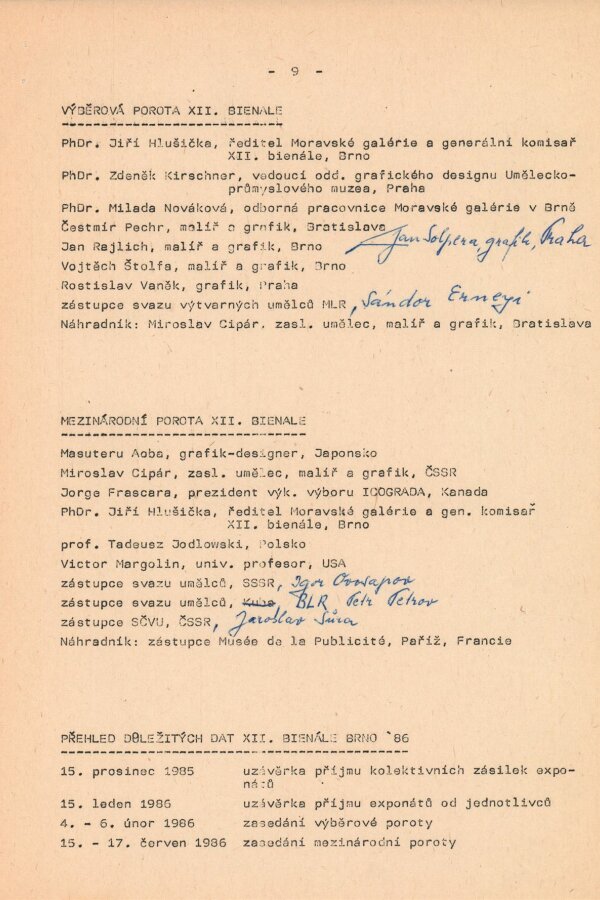 - 9 -
VÝBĚROVÁ POROTA XII. BIENALE
PhDr. Jiří Hlušička, ředitel Moravské galérie a generální komisař
XII. bienále, Brno
PhDr. Zdeněk Kirschner, vedoucí odd. grafického designu Umělecko-
průmyslového muzea, Praha
PhDr. Milada Nováková, odborná pracovnice Moravské galérie v Brně
Čestmír Pechr, malíř a grafik, Bratislava
Jan Solpera, grafik, Praha
Jan Rajlich, malíř a grafik, Brno
Vojtěch Štolfa, malíř a grafik, Brno
Rostislav Vaněk, grafik, Praha
zástupce svazu výtvarných umělců MLR, Sándor Ernyei
Náhradník: Miroslav Cipár, zasl. umělec, malíř a grafik, Bratislava
MEZINÁRODNÍ POROTA XII. BIENALE
Masuteru Aoba, grafik-designer, Japonsko
Miroslav Cipár, zasl. umělec, malíř a grafik, ČSSR
Jorge Frascara, prezident výk. výboru ICOGRADA, Kanada
PhDr. Jiří Hlušička, ředitel Moravské galérie a gen. komisař
XII. bienále, Brno
prof. Tadeusz Jodlowski, Polsko
Victor Margolin, univ. profesor, USA
zástupce svazu umělců, SSSR, Igor
zástupce svazu umělců, Kuba BLR Petr Petrov
zástupce SČVU, ČSSR, Jaroslav Sůra
Náhradník: zástupce Musée de la Publicité, Paříž, Francie
PŘEHLED DŮLEŽITÝCH DAT XII. BIENÁLE BRNO ´86
15. prosinec 1985 uzávěrka příjmu kolektivních zásilek expo-
nátů
15. leden 1986 uzávěrka příjmu exponátů od jednotlivců
4. - 6. únor 1986 zasedání výběrové poroty
15. - 17. červen 1986 zasedání mezinárodní poroty